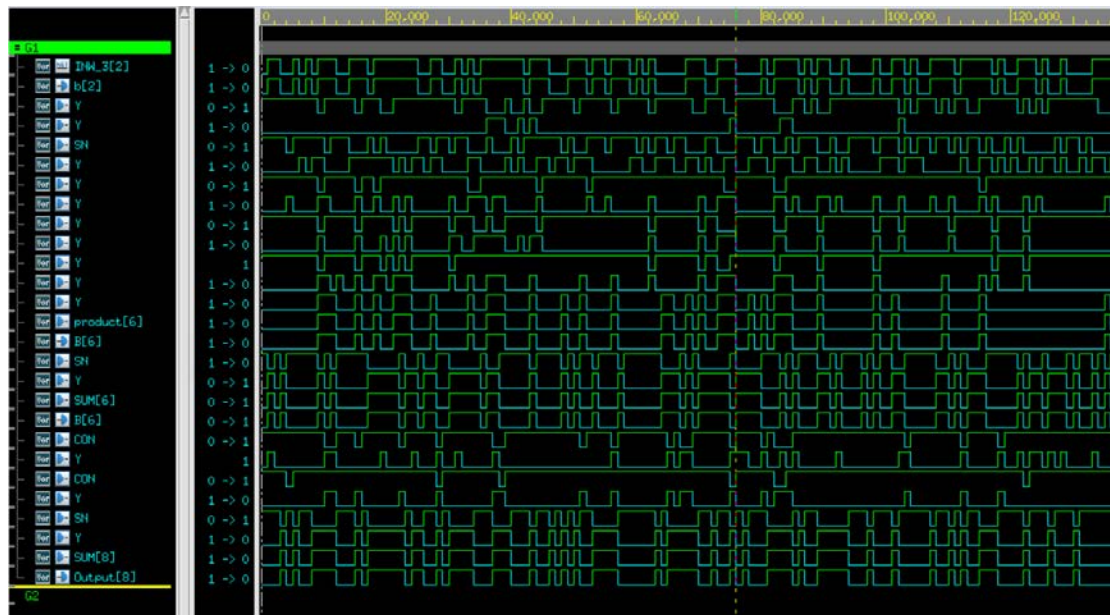 0 20,000 40,000 60,000 80,000 100,000 120,000
G1
INW_3[2] 1 -> 0
b[2] 1 -> 0
Y 0 -> 1
Y 1 -> 0
SN 0 -> 1
Y 1 -> 0
Y 0 -> 1
Y 1 -> 0
Y 0 -> 1
Y 1 -> 0
Y 1
Y 1 -> 0
Y 1 -> 0
product[6] 1 -> 0
B[6] 1 -> 0
SN 1 -> 0
Y 0 -> 1
SUM[6] 0 -> 1
B[6] 0 -> 1
CON 0 -> 1
Y 1
CON 0 -> 1
Y 1 -> 0
SN 0 -> 1
Y 1 -> 0
SUM[8] 1 -> 0
Output[8] 1 -> 0
G2